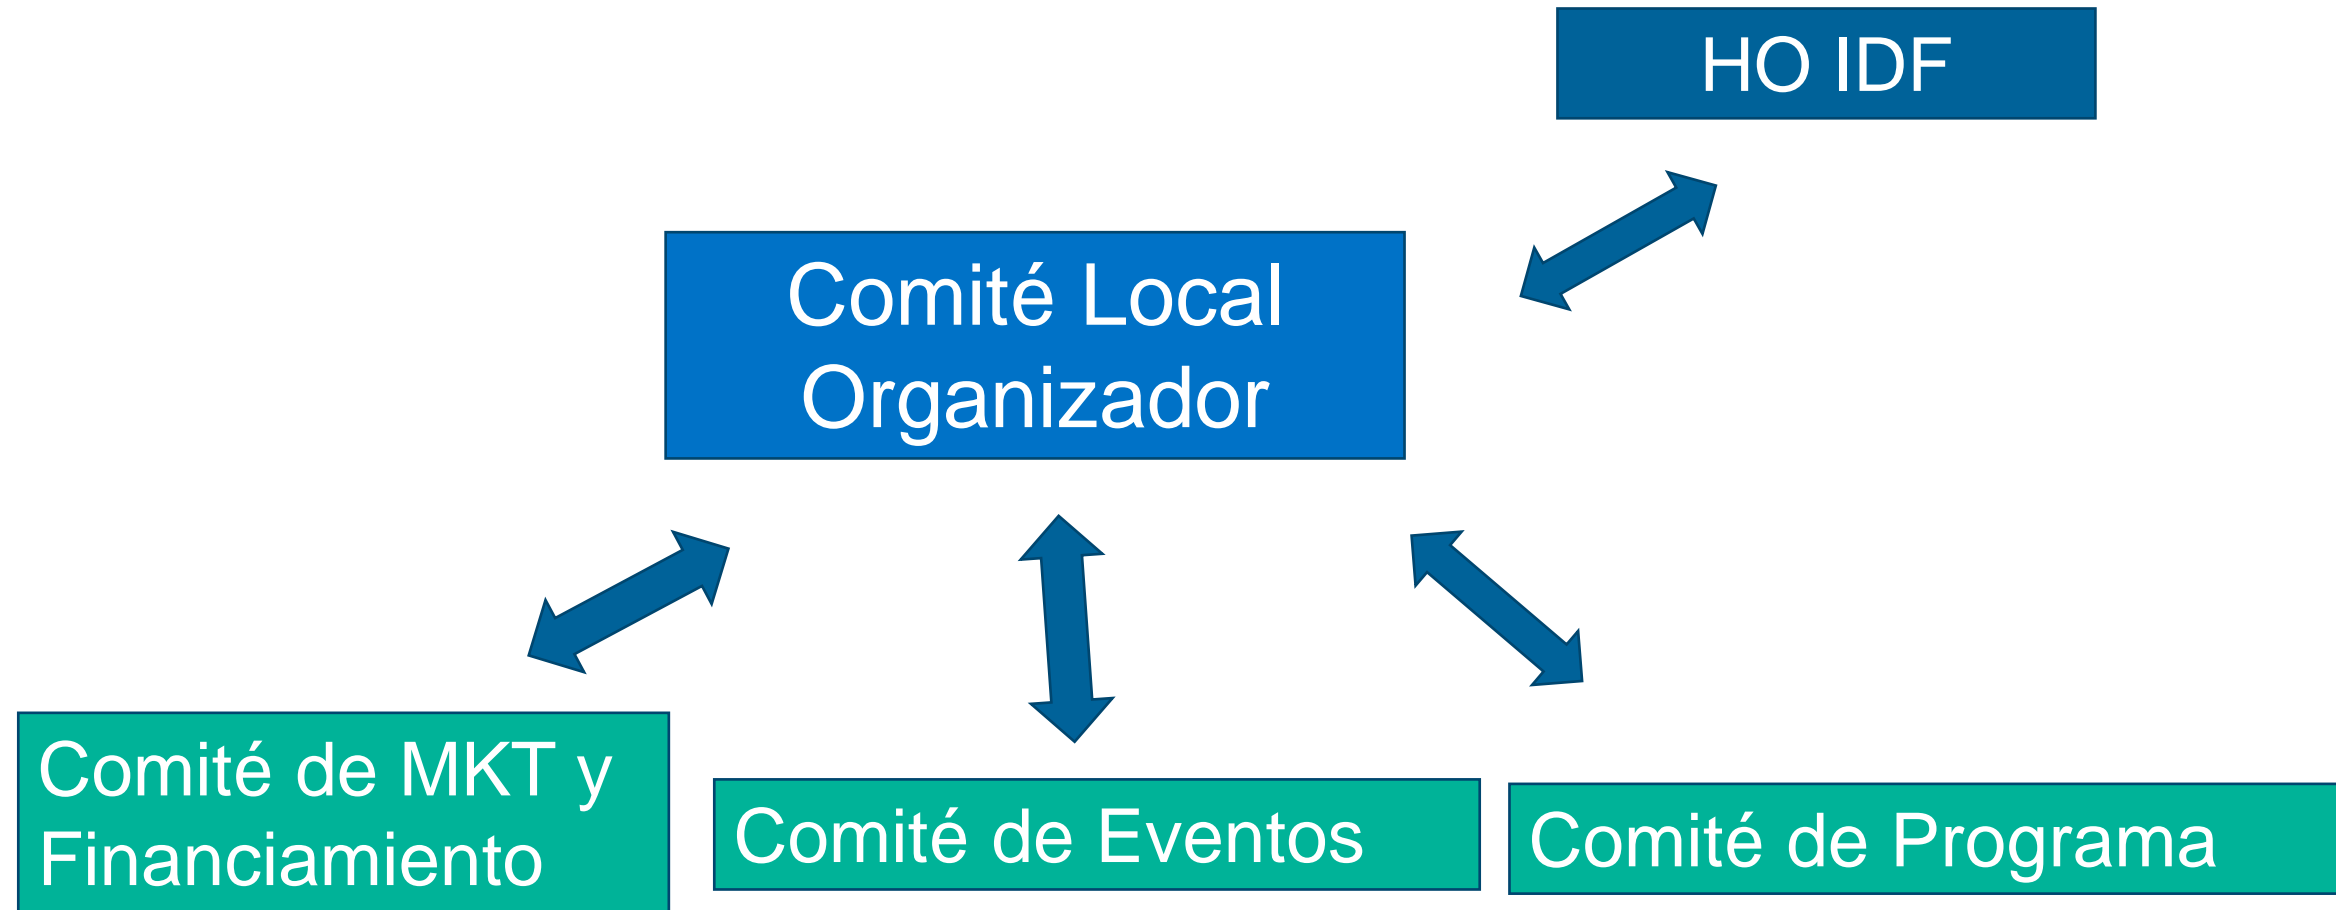 HO IDF
Comité Local
Organizador
Comité de MKT y
Financiamiento
Comité de Eventos
Comité de Programa